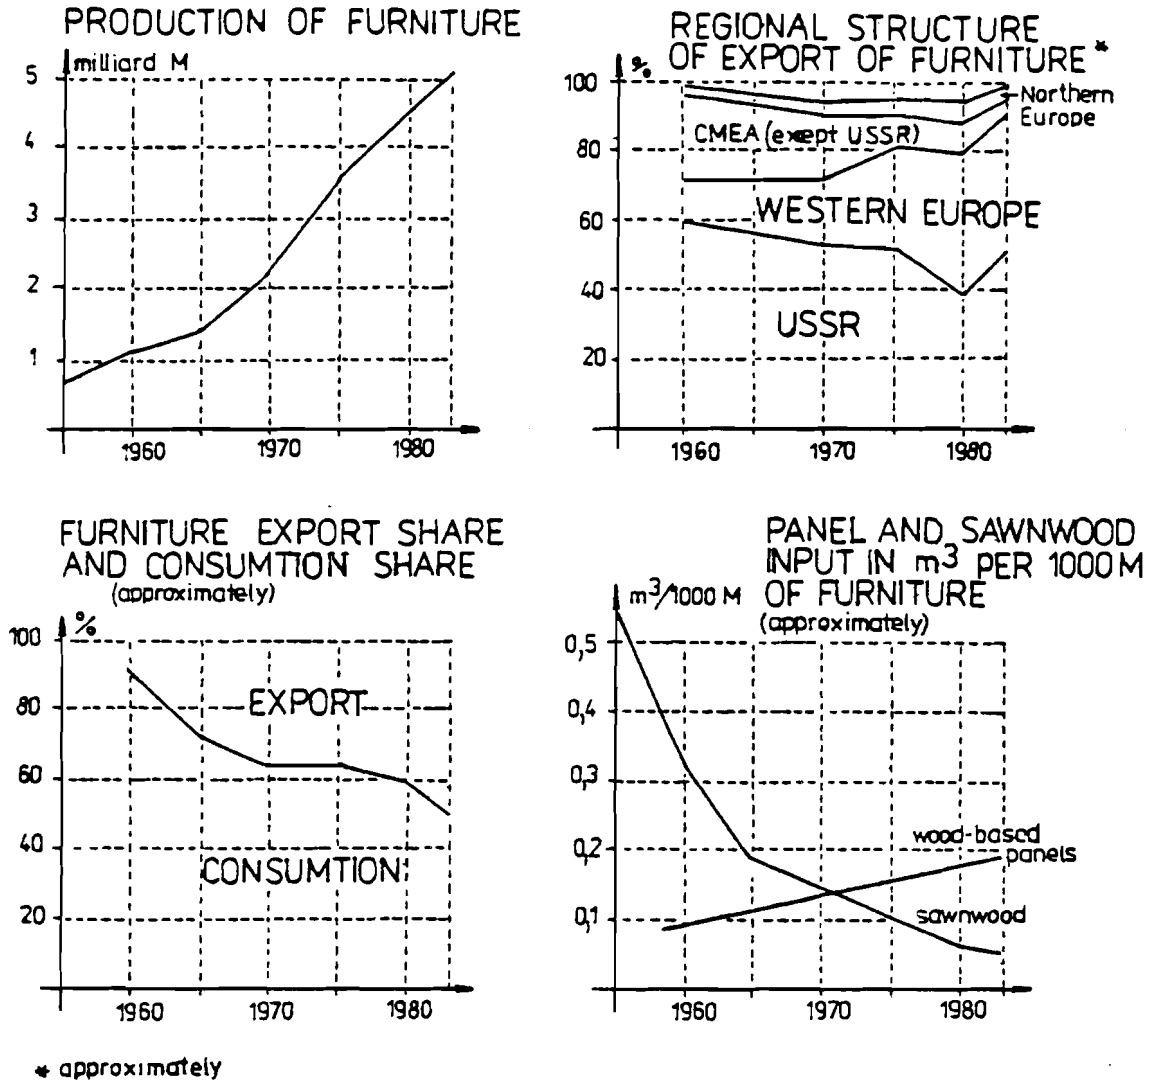 PRODUCTION OF FURNITURE
milliard M
5
4
3
2
1
1960 1970 1980
REGIONAL STRUCTURE
OF EXPORT OF FURNITURE *
%
100
80
60
40
20
Northern
Europe
CMEA (except USSR)
WESTERN EUROPE
USSR
1960 1970 1980
FURNITURE EXPORT SHARE
AND CONSUMTION SHARE
(approximately)
%
100
80
60
40
20
EXPORT
CONSUMTION
1960 1970 1980
PANEL AND SAWNWOOD
INPUT IN m³ PER 1000 M
OF FURNITURE
(approximately)
m³/1000 M
0,5
0,4
0,3
0,2
0,1
wood-based
panels
sawnwood
1960 1970 1980
* approximately